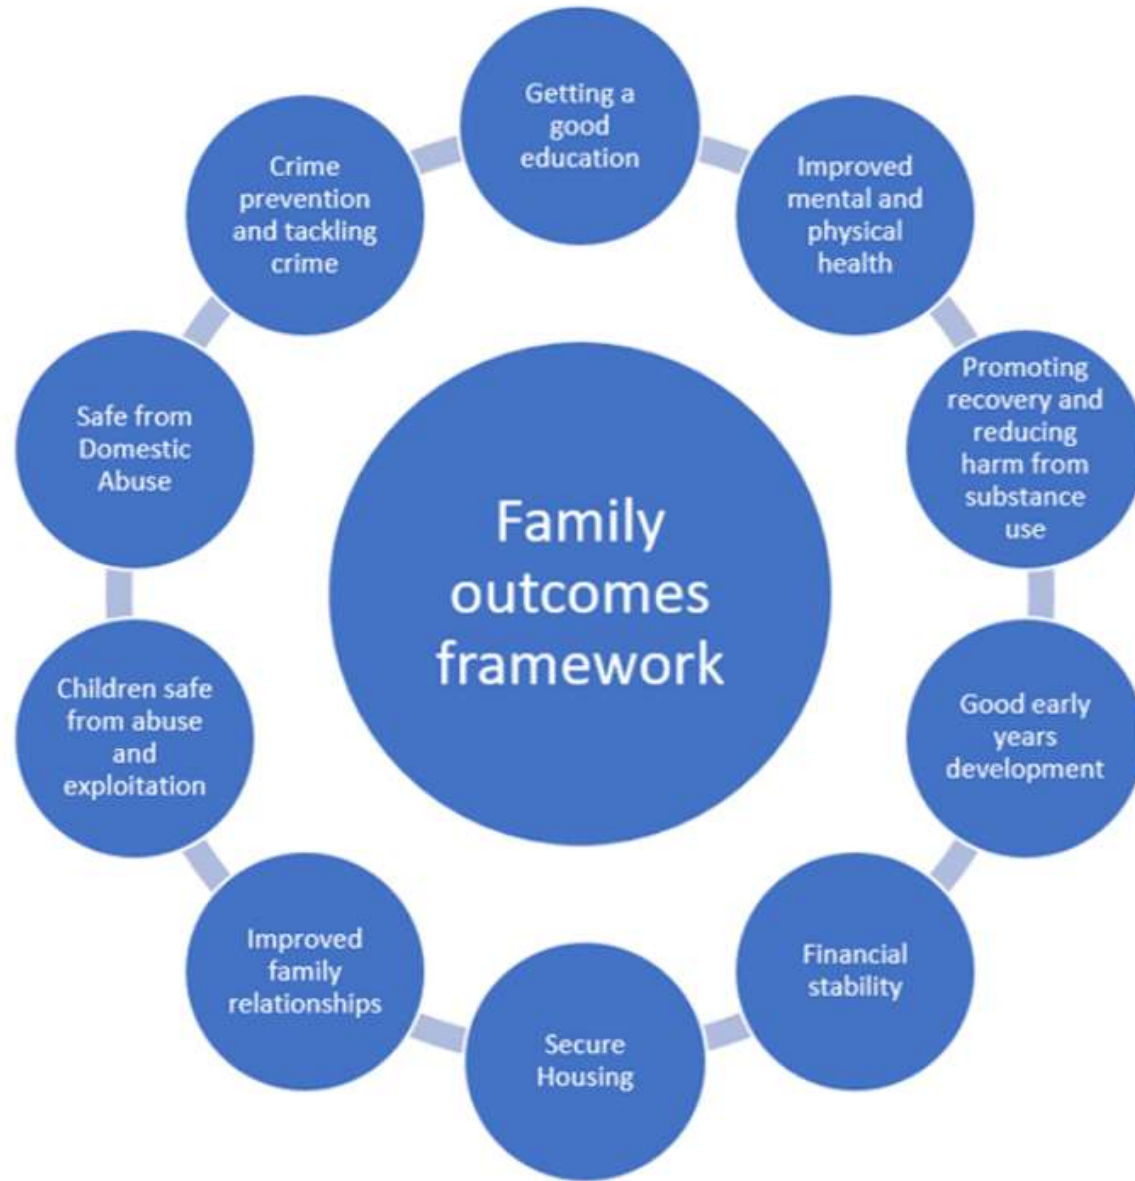 Getting a
good
education
Improved
mental and
physical
health
Promoting
recovery and
reducing
harm from
substance
use
Good early
years
development
Financial
stability
Secure
Housing
Improved
family
relationships
Children safe
from abuse
and
exploitation
Safe from
Domestic
Abuse
Crime
prevention
and tackling
crime
Family
outcomes
framework